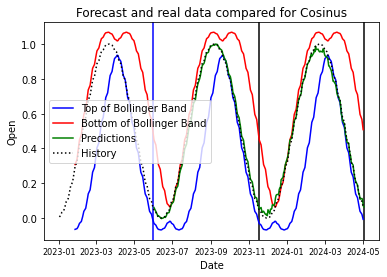 Forecast and real data compared for Cosinus
1.0
0.8
0.6
0.4
0.2
0.0
Open
Top of Bollinger Band
Bottom of Bollinger Band
Predictions
History
2023-01 2023-03 2023-05 2023-07 2023-09 2023-11 2024-01 2024-03 2024-05
Date